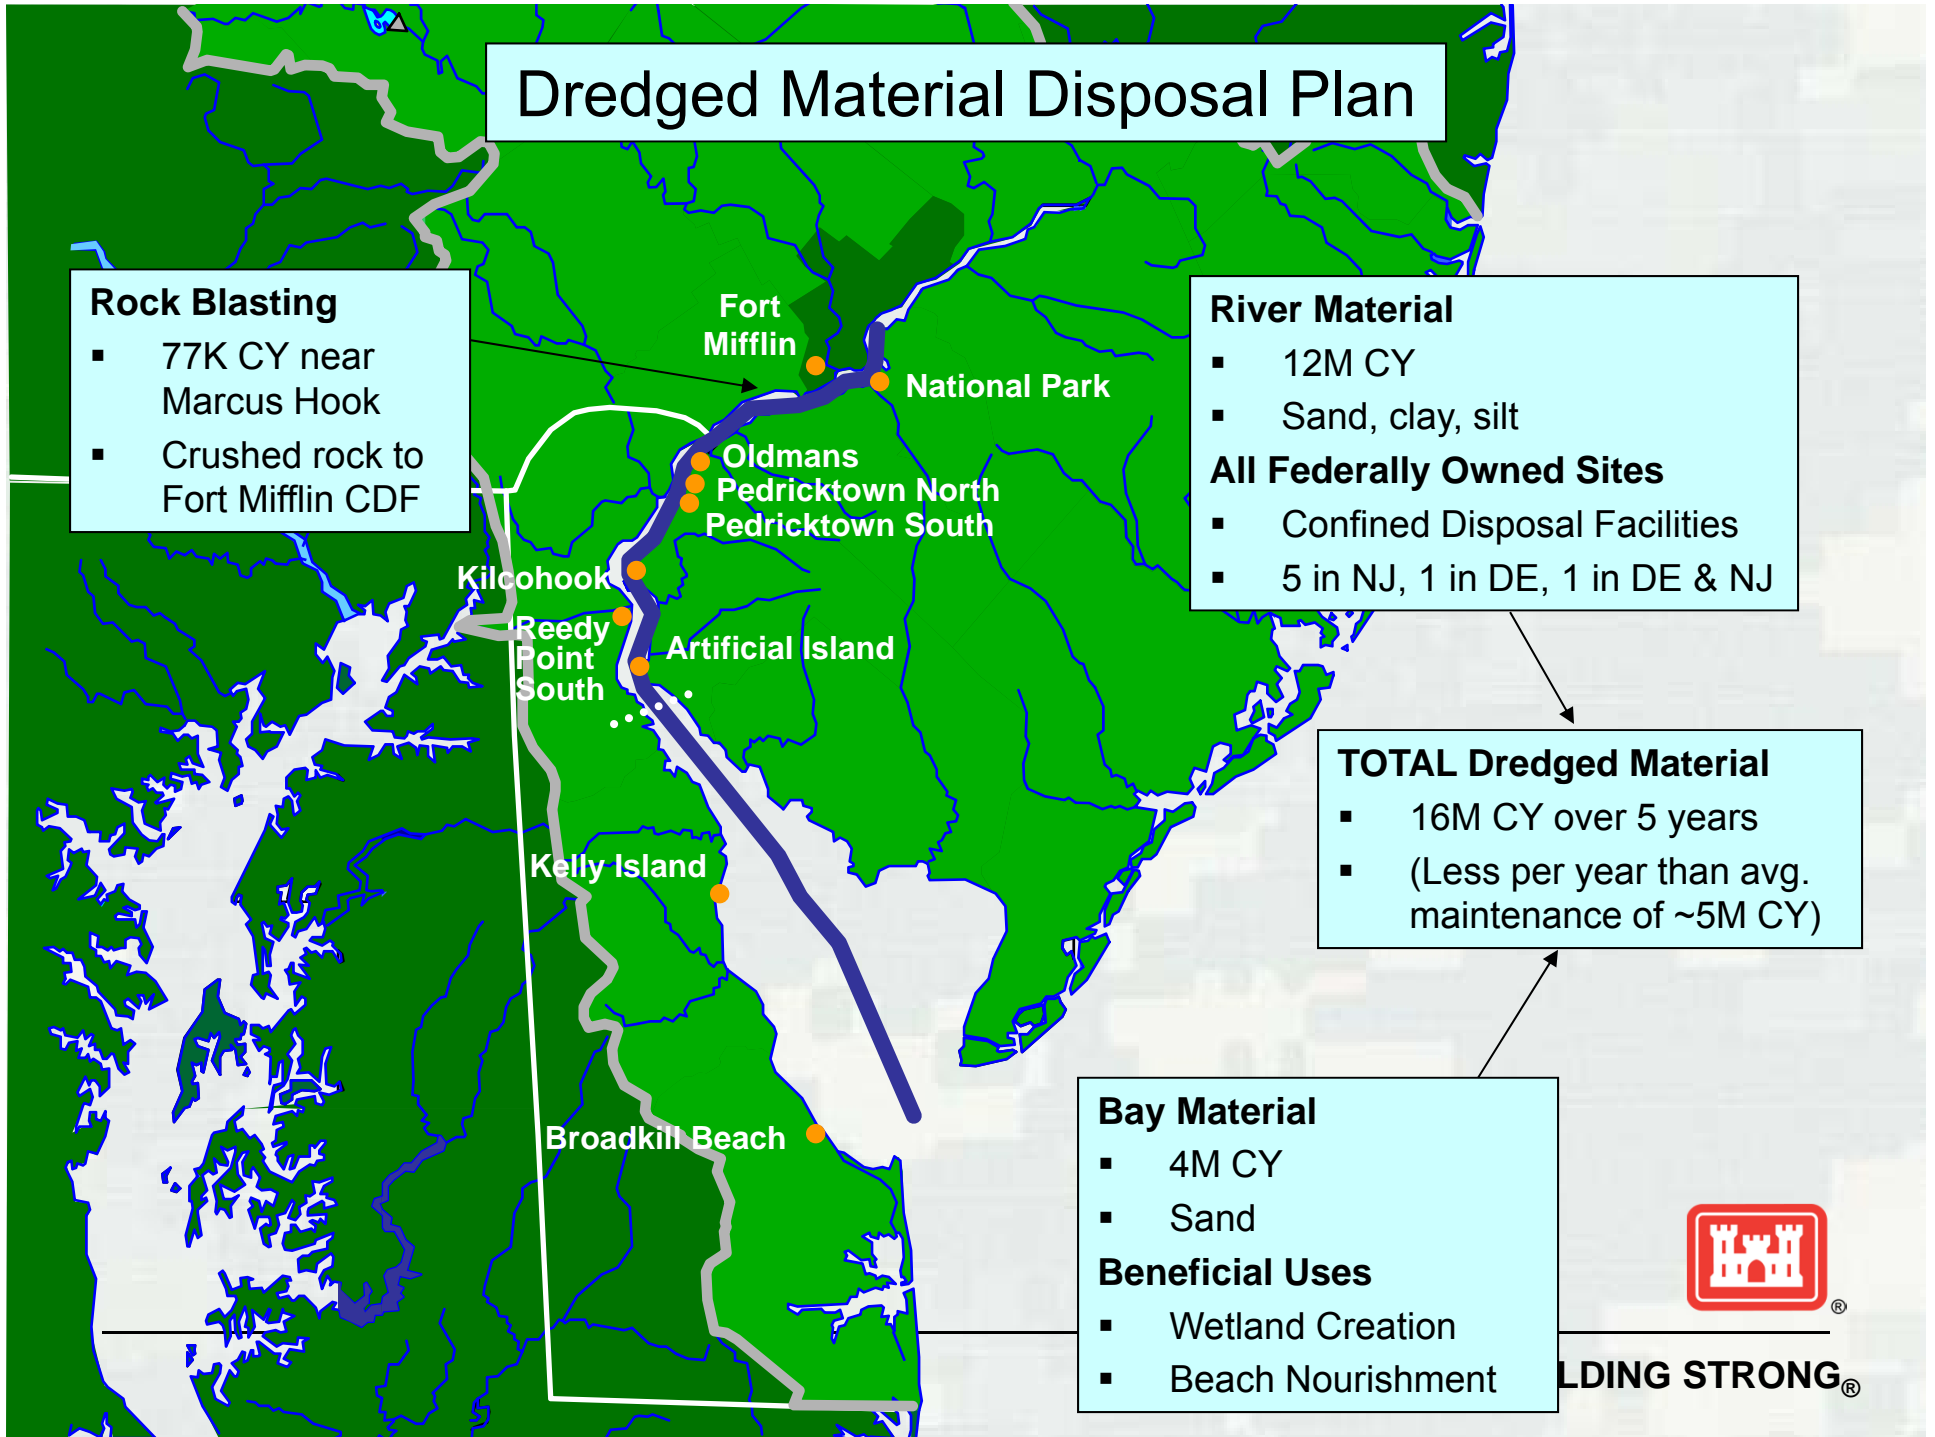 Dredged Material Disposal Plan
Rock Blasting
▪ 77K CY near
Marcus Hook
▪ Crushed rock to
Fort Mifflin CDF
Fort
Mifflin
National Park
Oldmans
Pedricktown North
Pedricktown South
Kilcohook
Reedy
Point
South
Artificial Island
Kelly Island
Broadkill Beach
River Material
▪ 12M CY
▪ Sand, clay, silt
All Federally Owned Sites
▪ Confined Disposal Facilities
▪ 5 in NJ, 1 in DE, 1 in DE & NJ
TOTAL Dredged Material
▪ 16M CY over 5 years
▪ (Less per year than avg.
maintenance of ~5M CY)
Bay Material
▪ 4M CY
▪ Sand
Beneficial Uses
▪ Wetland Creation
▪ Beach Nourishment
®
LDING STRONG®